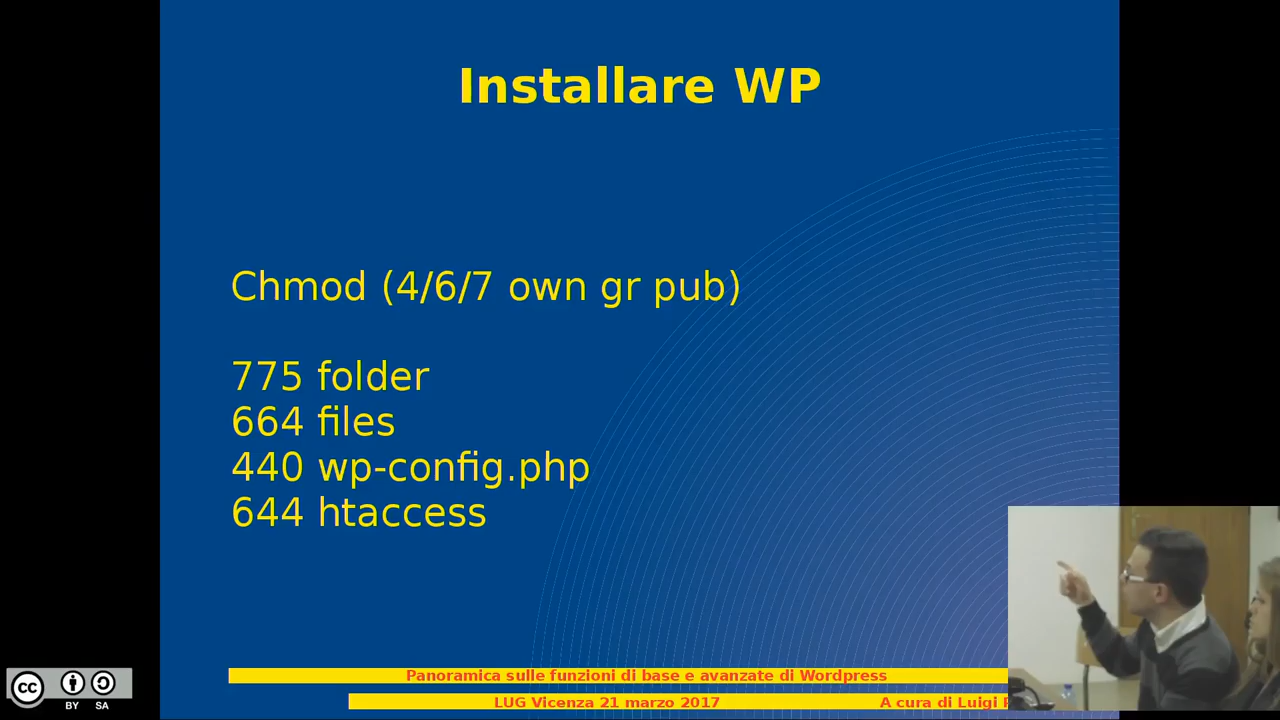 Installare WP
Chmod (4/6/7 own gr pub)
775 folder
664 files
440 wp-config.php
644 htaccess
Panoramica sulle funzioni di base e avanzate di Wordpress
LUG Vicenza 21 marzo 2017 A cura di Luigi
cc BY SA